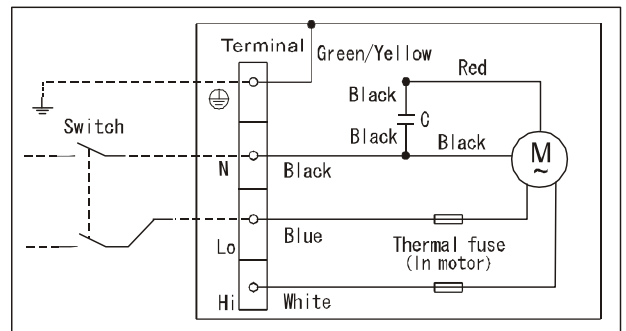 Terminal
Green/Yellow
Red
Black
C
Switch
Black
Black
M
~
N
Black
Lo
Blue
Thermal fuse
(In motor)
Hi
White